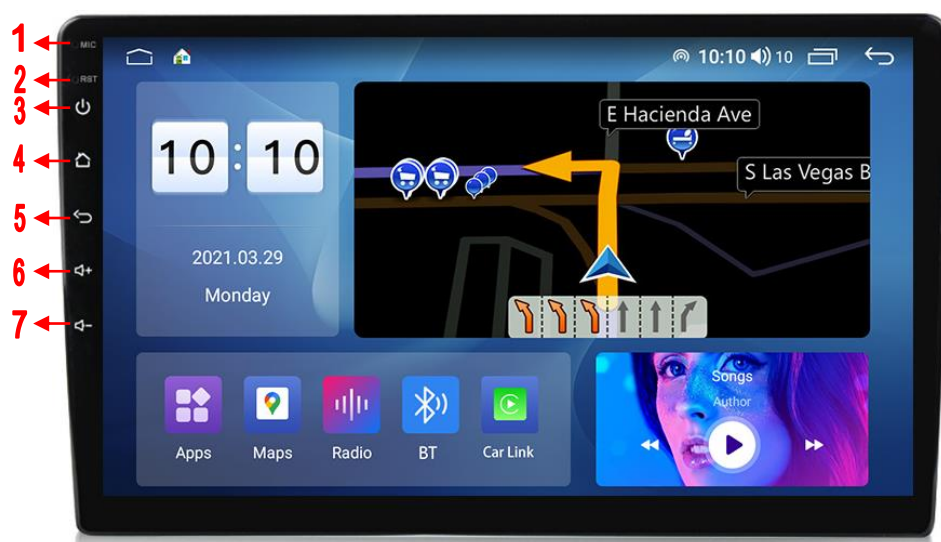 1 MIC
2 RST
3
4
5
6 +
7 -
10:10 10
10 : 10
2021.03.29
Monday
E Hacienda Ave
S Las Vegas B
Apps
Maps
Radio
BT
Car Link
Songs
Author